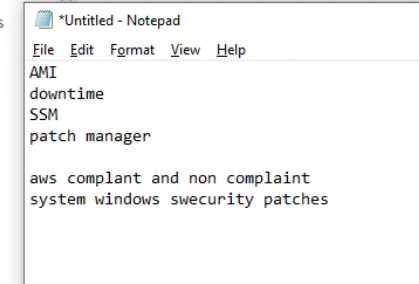 *Untitled - Notepad
File Edit Format View Help
AMI
downtime
SSM
patch manager
aws complant and non complaint
system windows swecurity patches